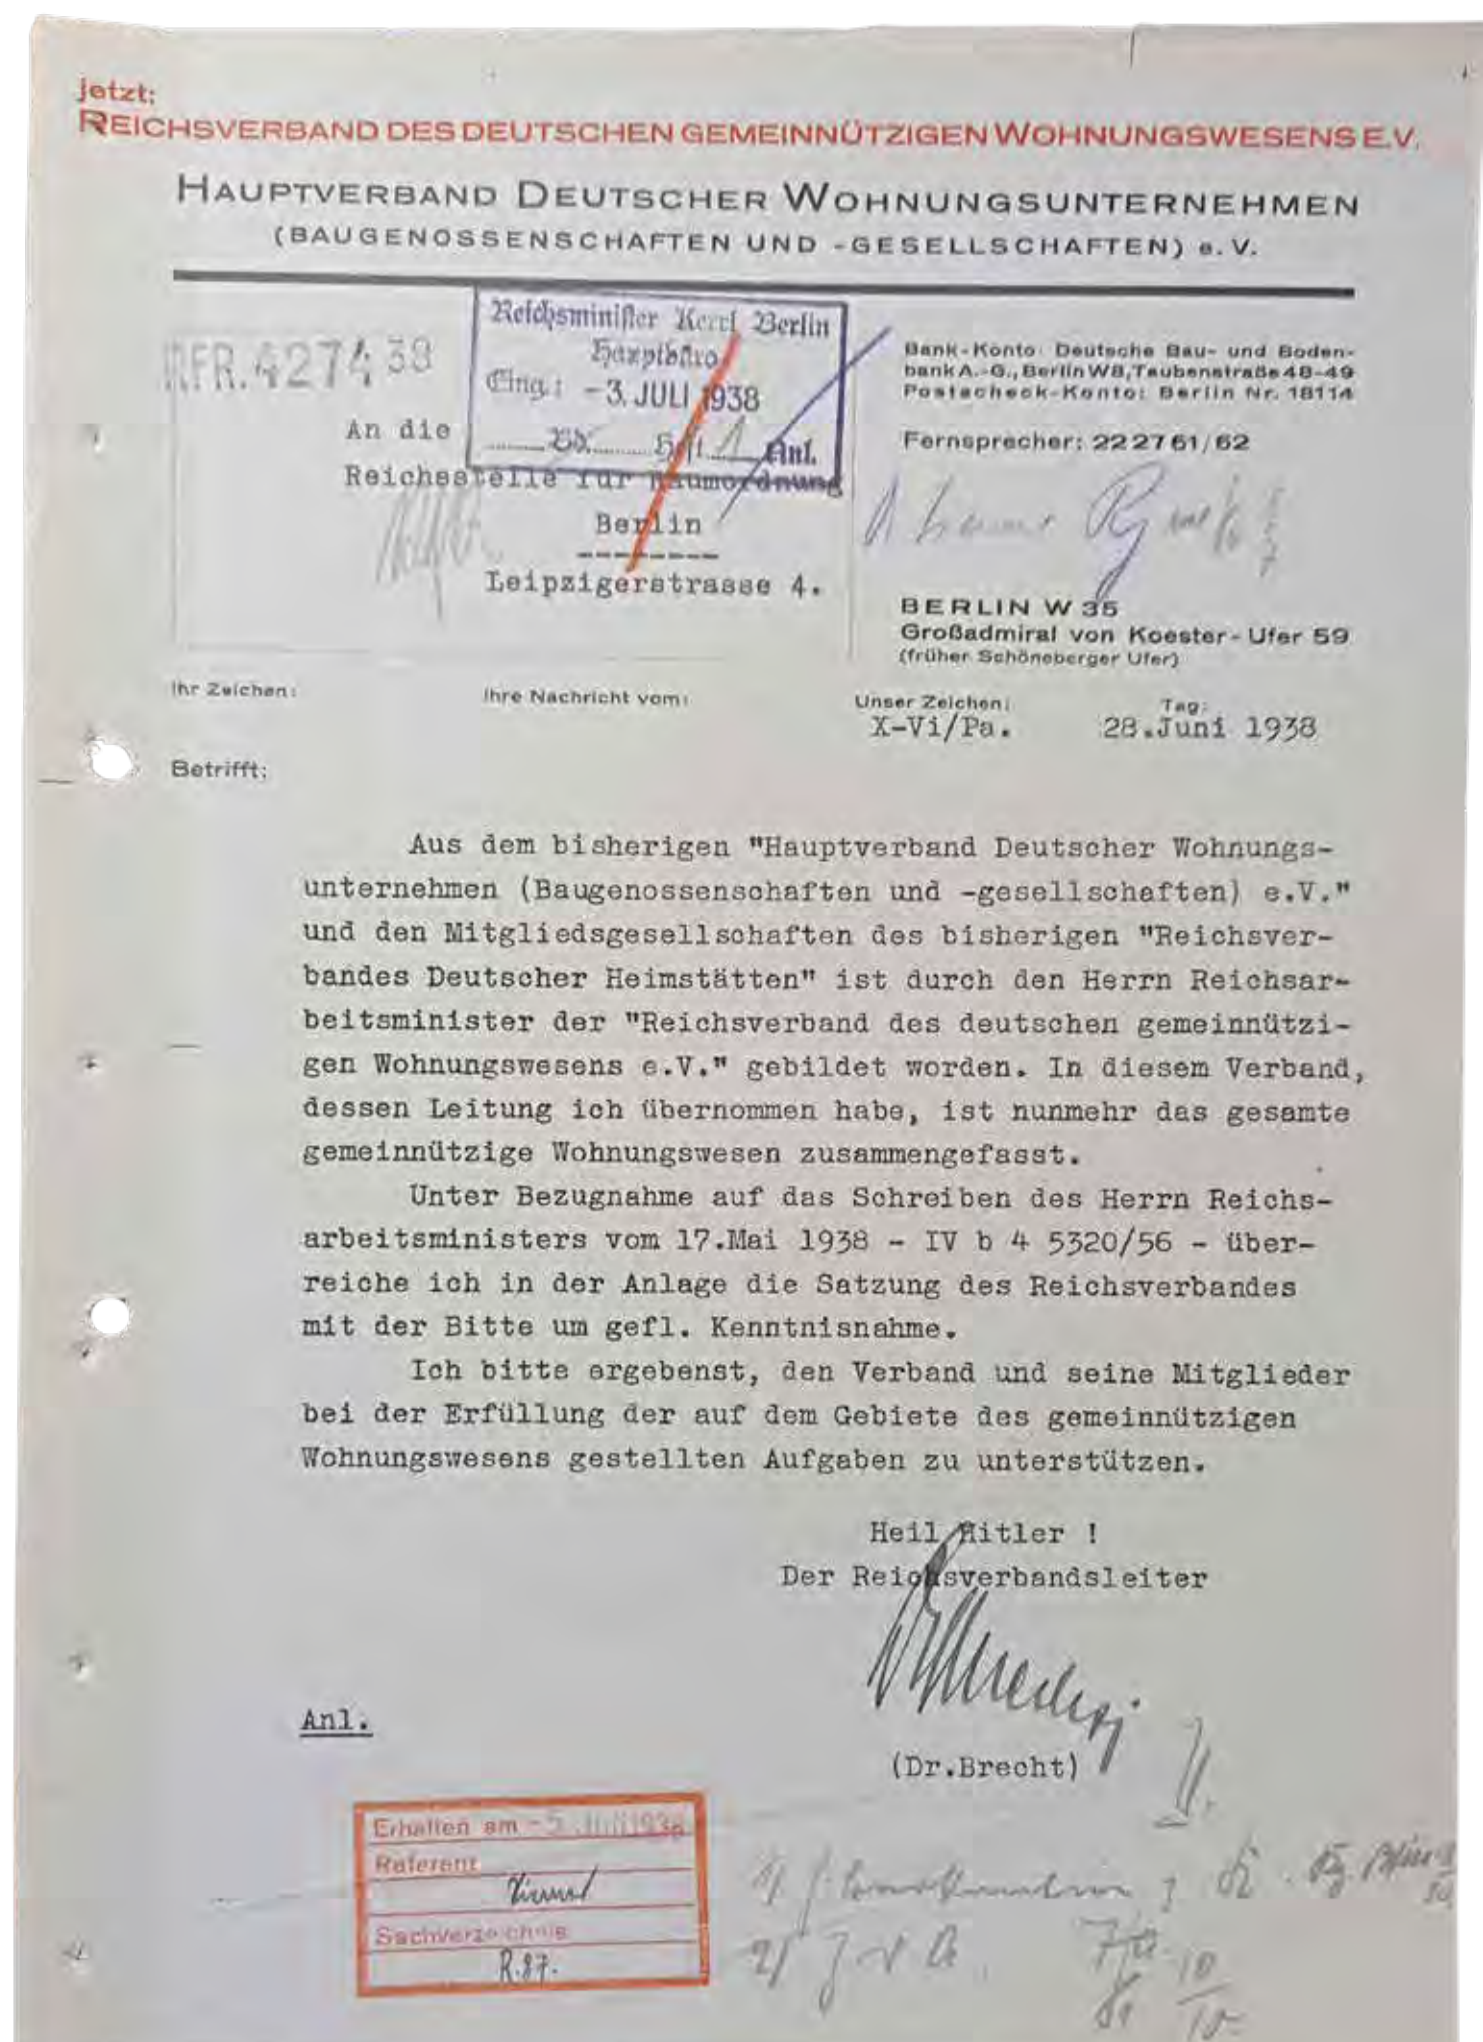 jetzt:
REICHSVERBAND DES DEUTSCHEN GEMEINNÜTZIGEN WOHNUNGSWESENS E.V.
HAUPTVERBAND DEUTSCHER WOHNUNGSUNTERNEHMEN
(BAUGENOSSENSCHAFTEN UND -GESELLSCHAFTEN) e. V.
Reichsminister Kerrl Berlin
Hauptbüro
Eing.: -3. JULI 1938
Bd. Heft 1 Anl.
RFR. 4274 38
An die
Reichsstelle für Raumordnung
Berlin
Leipzigerstrasse 4.
Bank-Konto: Deutsche Bau- und Boden-
bank A.-G., Berlin W8, Taubenstraße 48-49
Postscheck-Konto: Berlin Nr. 18114
Fernsprecher: 22 27 61/62
BERLIN W 35
Großadmiral von Koester-Ufer 59
(früher Schöneberger Ufer)
Ihr Zeichen: Ihre Nachricht vom: Unser Zeichen: Tag:
X-Vi/Pa. 28.Juni 1938
Betrifft:
Aus dem bisherigen "Hauptverband Deutscher Wohnungs-
unternehmen (Baugenossenschaften und -gesellschaften) e.V."
und den Mitgliedsgesellschaften des bisherigen "Reichsver-
bandes Deutscher Heimstätten" ist durch den Herrn Reichsar-
beitsminister der "Reichsverband des deutschen gemeinnützi-
gen Wohnungswesens e.V." gebildet worden. In diesem Verband,
dessen Leitung ich übernommen habe, ist nunmehr das gesamte
gemeinnützige Wohnungswesen zusammengefasst.
Unter Bezugnahme auf das Schreiben des Herrn Reichs-
arbeitsministers vom 17.Mai 1938 - IV b 4 5320/56 - über-
reiche ich in der Anlage die Satzung des Reichsverbandes
mit der Bitte um gefl. Kenntnisnahme.
Ich bitte ergebenst, den Verband und seine Mitglieder
bei der Erfüllung der auf dem Gebiete des gemeinnützigen
Wohnungswesens gestellten Aufgaben zu unterstützen.
Heil Hitler !
Der Reichsverbandsleiter
Anl.
(Dr.Brecht)
Erhalten am -5. Juli 1938
Referent
Sachverzeichnis
R.87.